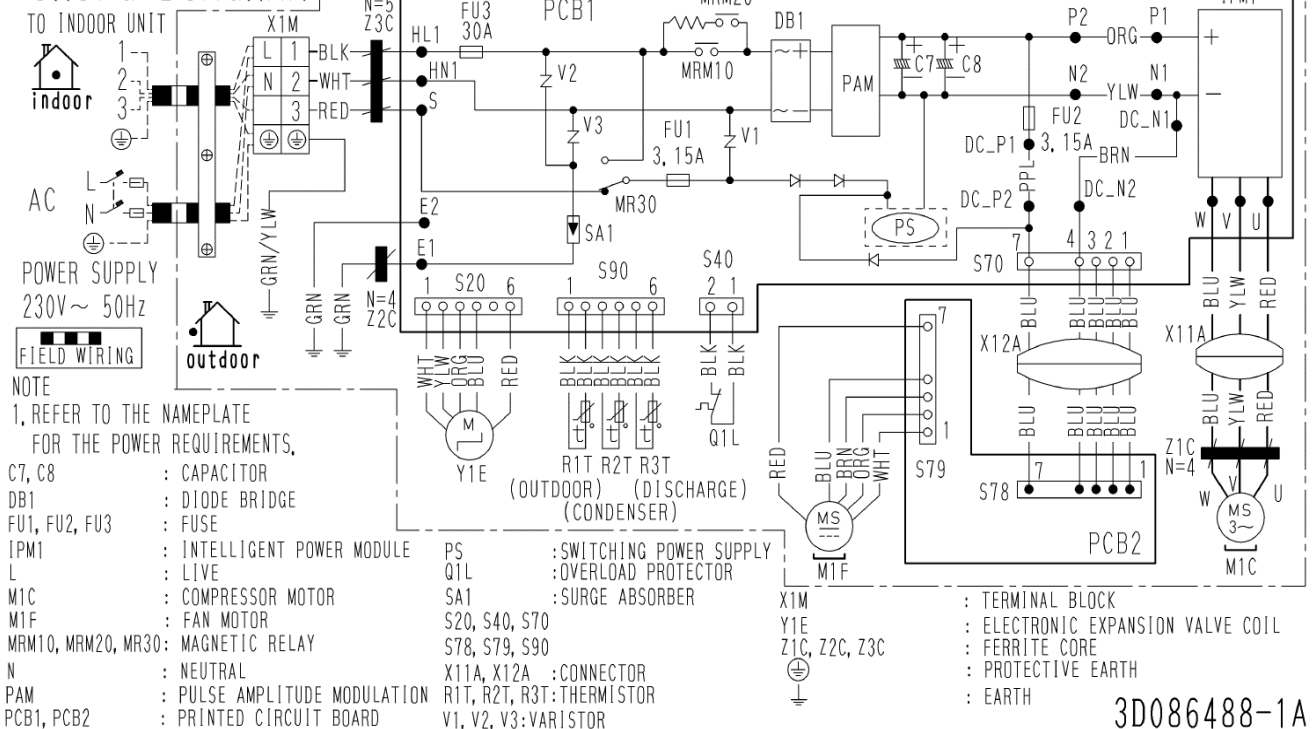 TO INDOOR UNIT
X1M
N=5
Z3C
FU3
30A
PCB1
DB1
IPM1
1
2
3
indoor
L 1 BLK
N 2 WHT
3 RED
HL1
HN1
S
V2
V3
MRM10
FU1
3,15A
V1
PAM
C7 C8
P2 ORG P1
N2 YLW N1
FU2
3,15A
DC_N1
DC_P1
BRN
PPL
DC_P2
DC_N2
W V U
AC
L
N
GRN/YLW
E2
E1
MR30
SA1
PS
POWER SUPPLY
230V~ 50Hz
FIELD WIRING
outdoor
GRN
GRN
N=4
Z2C
S20
1 6
S90
1 6
S40
2 1
S70
7 4 3 2 1
WHT YLW ORG BLU RED
BLK BLK BLK BLK BLK BLK
BLK BLK
BLU BLU BLU BLU BLU
BLU YLW RED
X12A
X11A
BLU BLU BLU BLU BLU
BLU YLW RED
M
Y1E
t° t° t°
R1T R2T R3T
(OUTDOOR) (DISCHARGE)
(CONDENSER)
Q1L
RED BLU BRN ORG WHT
7
1
S79
S78
7 1
PCB2
MS
M1F
Z1C
N=4
W V U
MS
3~
M1C
NOTE
1,REFER TO THE NAMEPLATE
FOR THE POWER REQUIREMENTS,
C7, C8 : CAPACITOR
DB1 : DIODE BRIDGE
FU1, FU2, FU3 : FUSE
IPM1 : INTELLIGENT POWER MODULE
L : LIVE
M1C : COMPRESSOR MOTOR
M1F : FAN MOTOR
MRM10, MRM20, MR30: MAGNETIC RELAY
N : NEUTRAL
PAM : PULSE AMPLITUDE MODULATION
PCB1, PCB2 : PRINTED CIRCUIT BOARD
PS :SWITCHING POWER SUPPLY
Q1L :OVERLOAD PROTECTOR
SA1 :SURGE ABSORBER
S20, S40, S70
S78, S79, S90
X11A, X12A :CONNECTOR
R1T, R2T, R3T:THERMISTOR
V1, V2, V3:VARISTOR
X1M : TERMINAL BLOCK
Y1E : ELECTRONIC EXPANSION VALVE COIL
Z1C, Z2C, Z3C : FERRITE CORE
: PROTECTIVE EARTH
: EARTH
3D086488-1A